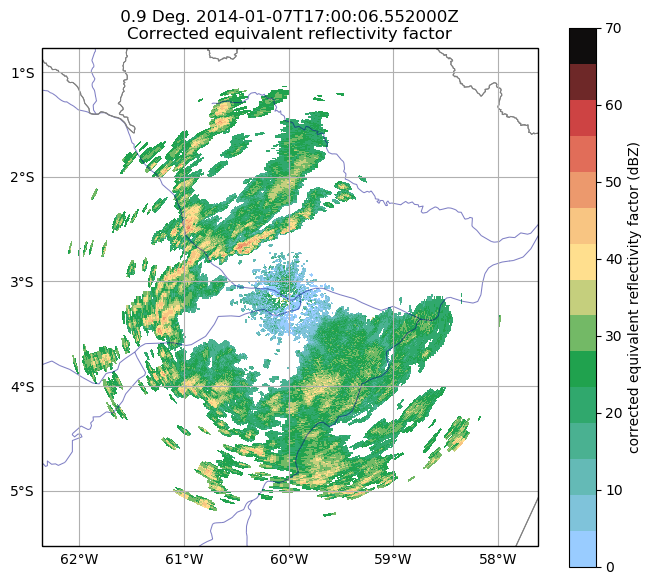 0.9 Deg. 2014-01-07T17:00:06.552000Z
Corrected equivalent reflectivity factor
1°S
2°S
3°S
4°S
5°S
62°W 61°W 60°W 59°W 58°W
70
60
50
40
30
20
10
0
corrected equivalent reflectivity factor (dBZ)